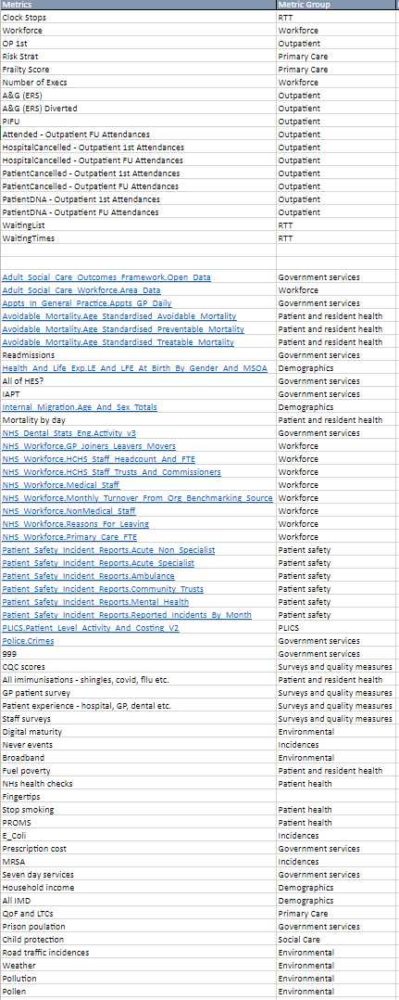 Metrics Metric Group
Clock Stops RTT
Workforce Workforce
OP 1st Outpatient
Risk Strat Primary Care
Frailty Score Primary Care
Number of Execs Workforce
A&G (ERS) Outpatient
A&G (ERS) Diverted Outpatient
PIFU Outpatient
Attended - Outpatient FU Attendances Outpatient
HospitalCancelled - Outpatient 1st Attendances Outpatient
HospitalCancelled - Outpatient FU Attendances Outpatient
PatientCancelled - Outpatient 1st Attendances Outpatient
PatientCancelled - Outpatient FU Attendances Outpatient
PatientDNA - Outpatient 1st Attendances Outpatient
PatientDNA - Outpatient FU Attendances Outpatient
WaitingList RTT
WaitingTimes RTT
Adult_Social_Care_Outcomes_Framework.Open_Data Government services
Adult_Social_Care_Workforce.Area_Data Workforce
Appts_In_General_Practice.Appts_GP_Daily Government services
Avoidable_Mortality.Age_Standardised_Avoidable_Mortality Patient and resident health
Avoidable_Mortality.Age_Standardised_Preventable_Mortality Patient and resident health
Avoidable_Mortality.Age_Standardised_Treatable_Mortality Patient and resident health
Readmissions Government services
Health_And_Life_Exp.LE_And_LFE_At_Birth_By_Gender_And_MSOA Demographics
All of HES? Government services
IAPT Government services
Internal_Migration.Age_And_Sex_Totals Demographics
Mortality by day Patient and resident health
NHS_Dental_Stats_Eng.Activity_v3 Government services
NHS_Workforce.GP_Joiners_Leavers_Movers Workforce
NHS_Workforce.HCHS_Staff_Headcount_And_FTE Workforce
NHS_Workforce.HCHS_Staff_Trusts_And_Commissioners Workforce
NHS_Workforce.Medical_Staff Workforce
NHS_Workforce.Monthly_Turnover_From_Org_Benchmarking_Source Workforce
NHS_Workforce.NonMedical_Staff Workforce
NHS_Workforce.Reasons_For_Leaving Workforce
NHS_Workforce.Primary_Care_FTE Workforce
Patient_Safety_Incident_Reports.Acute_Non_Specialist Patient safety
Patient_Safety_Incident_Reports.Acute_Specialist Patient safety
Patient_Safety_Incident_Reports.Ambulance Patient safety
Patient_Safety_Incident_Reports.Community_Trusts Patient safety
Patient_Safety_Incident_Reports.Mental_Health Patient safety
Patient_Safety_Incident_Reports.Reported_Incidents_By_Month Patient safety
PLICS.Patient_Level_Activity_And_Costing_V2 PLICS
Police.Crimes Government services
999 Government services
CQC scores Surveys and quality measures
All imimunisations - shingles, covid, filu etc. Patient and resident health
GP patient survey Surveys and quality measures
Patient experience - hospital, GP, dental etc. Surveys and quality measures
Staff surveys Surveys and quality measures
Digital maturity Environmental
Never events Incidences
Broadband Environmental
Fuel poverty Patient and resident health
NHs health checks Patient health
Fingertips
Stop smoking Patient health
PROMS Patient health
E_Coli Incidences
Prescription cost Government services
MRSA Incidences
Seven day services Government services
Household income Demographics
All IMD Demographics
QoF and LTCs Primary Care
Prison poulation Government services
Child protection Social Care
Road traffic incidences Environmental
Weather Environmental
Pollution Environmental
Pollen Environmental